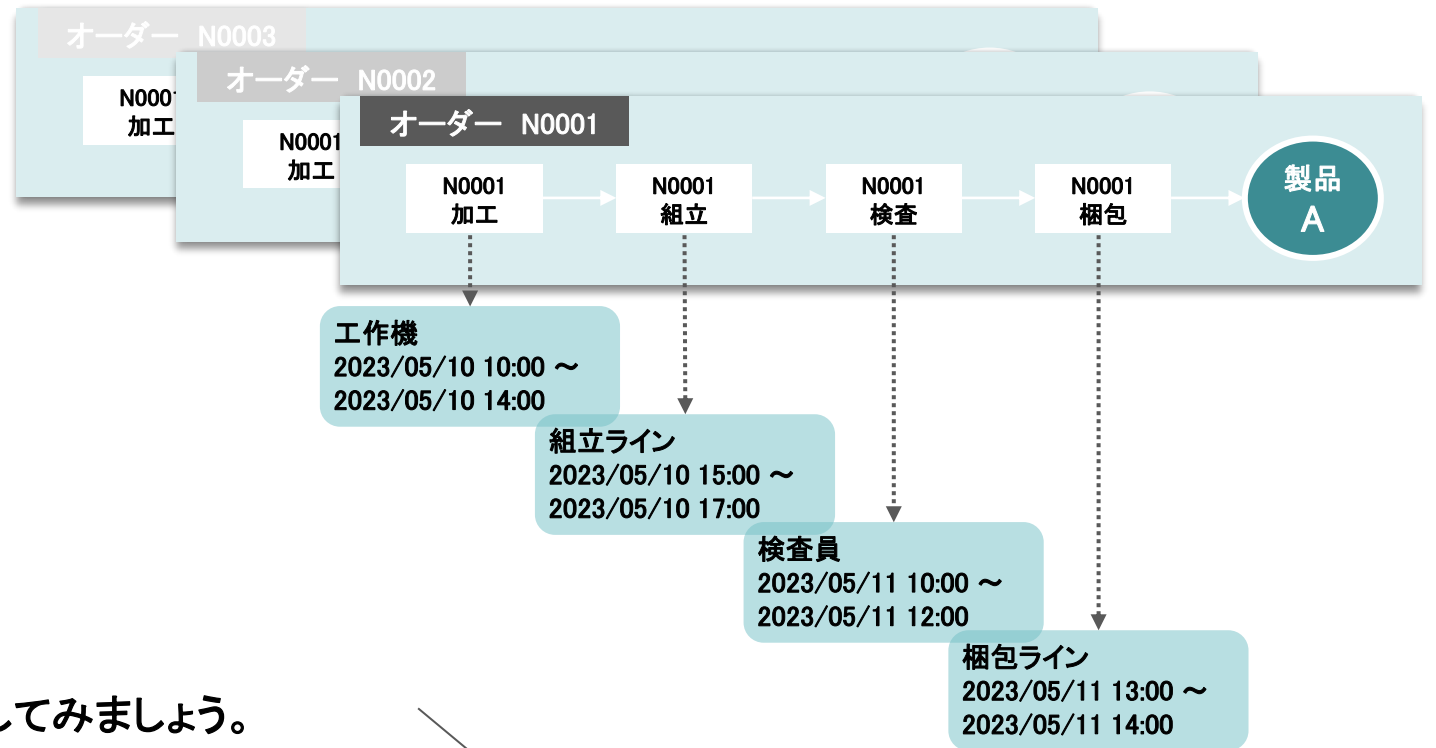 オーダー N0003
N0001
加工
オーダー N0002
N0001
加工
オーダー N0001
N0001
加工
N0001
組立
N0001
検査
N0001
梱包
製品
A
工作機
2023/05/10 10:00 ～
2023/05/10 14:00
組立ライン
2023/05/10 15:00 ～
2023/05/10 17:00
検査員
2023/05/11 10:00 ～
2023/05/11 12:00
梱包ライン
2023/05/11 13:00 ～
2023/05/11 14:00
してみましょう。